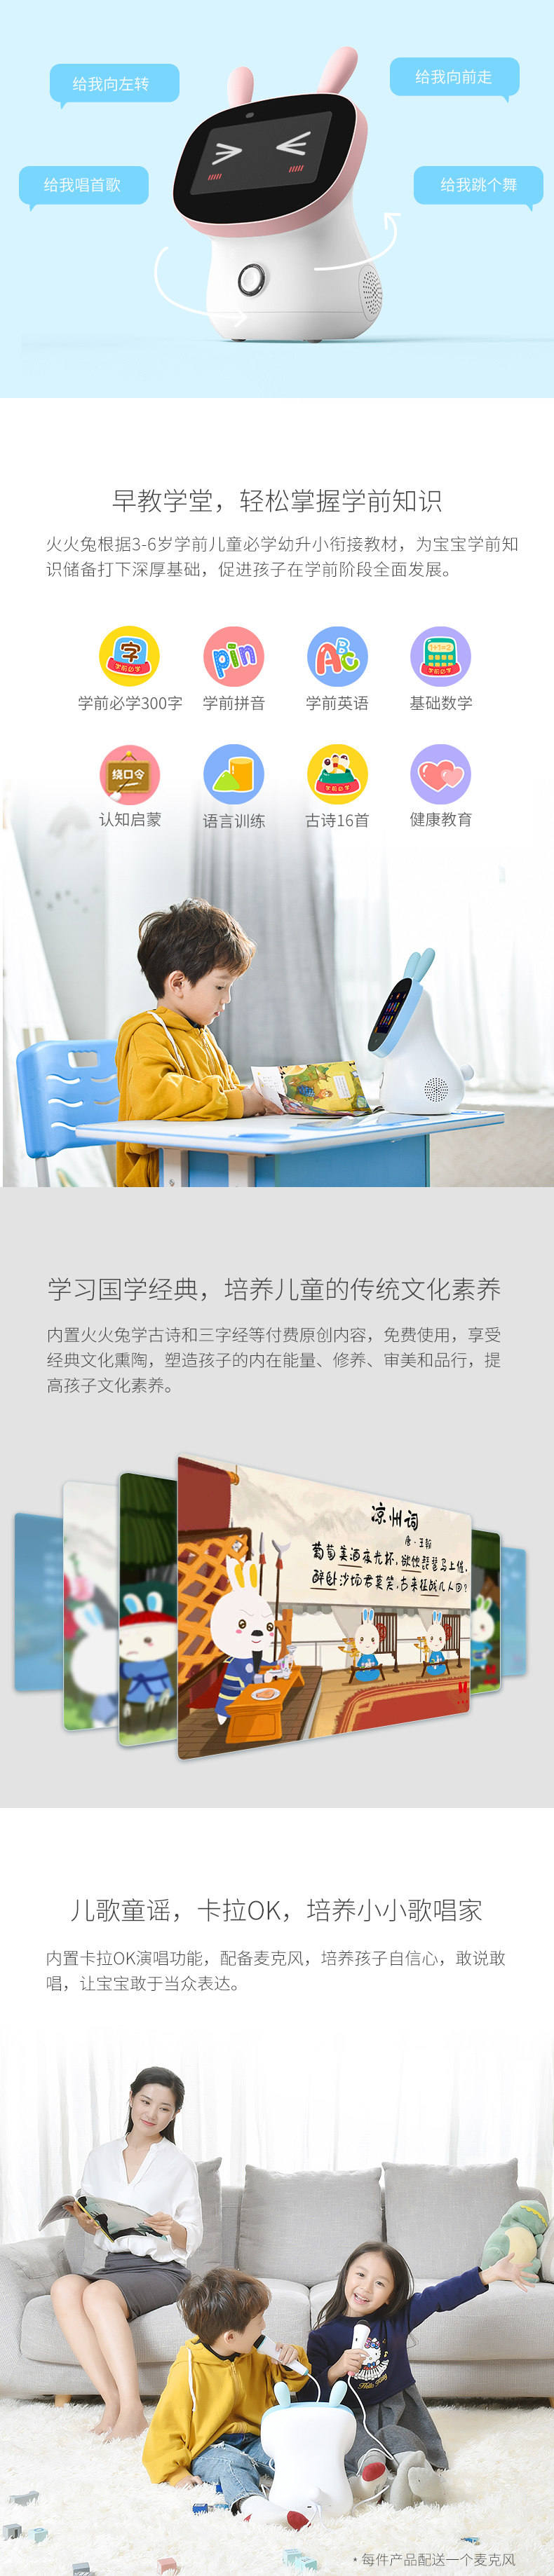 给我向左转
给我向前走
给我唱首歌
给我跳个舞
早教学堂，轻松掌握学前知识
火火兔根据3-6岁学前儿童必学幼升小衔接教材，为宝宝学前知
识储备打下深厚基础，促进孩子在学前阶段全面发展。
字
学前必学
pin
ABC
1+1=2
学前必学
学前必学300字
学前拼音
学前英语
基础数学
绕口令
学前必学
认知启蒙
语言训练
古诗16首
健康教育
学习国学经典，培养儿童的传统文化素养
内置火火兔学古诗和三字经等付费原创内容，免费使用，享受
经典文化熏陶，塑造孩子的内在能量、修养、审美和品行，提
高孩子文化素养。
凉州词
唐·王翰
葡萄美酒夜光杯，欲饮琵琶马上催，
醉卧沙场君莫笑，古来征战几人回？
儿歌童谣，卡拉OK，培养小小歌唱家
内置卡拉OK演唱功能，配备麦克风，培养孩子自信心，敢说敢
唱，让宝宝敢于当众表达。
Hello Kitty
* 每件产品配送一个麦克风